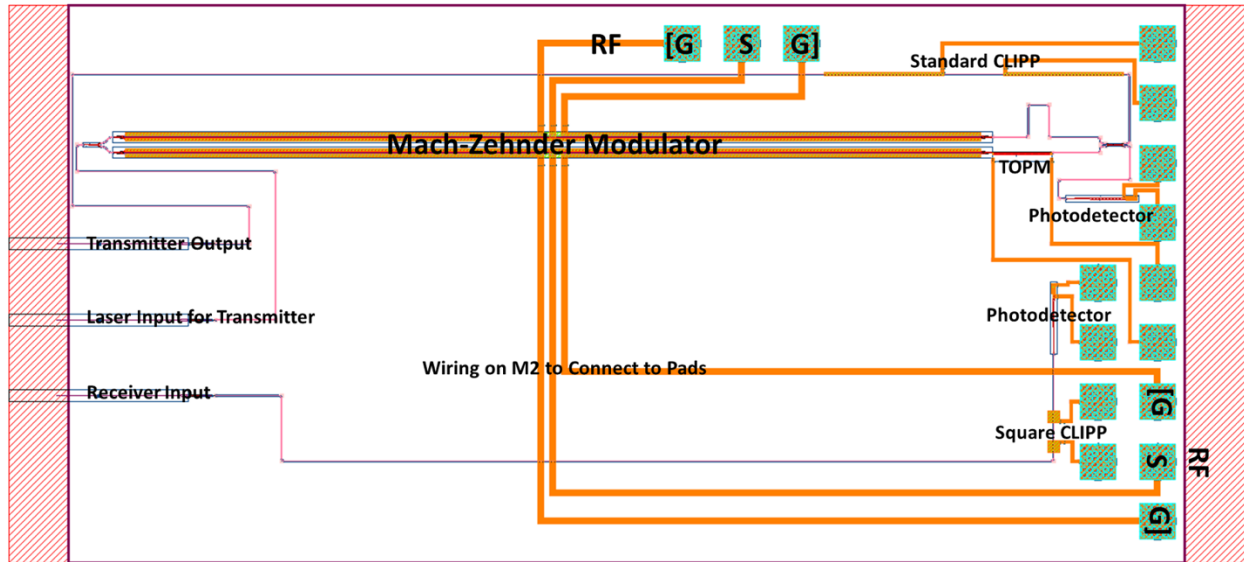 RF [G S G]
Standard CLIPP
Mach-Zehnder Modulator
TOPM
Photodetector
Transmitter Output
Laser Input for Transmitter
Photodetector
Wiring on M2 to Connect to Pads
Receiver Input
[G
Square CLIPP
S
RF
G]